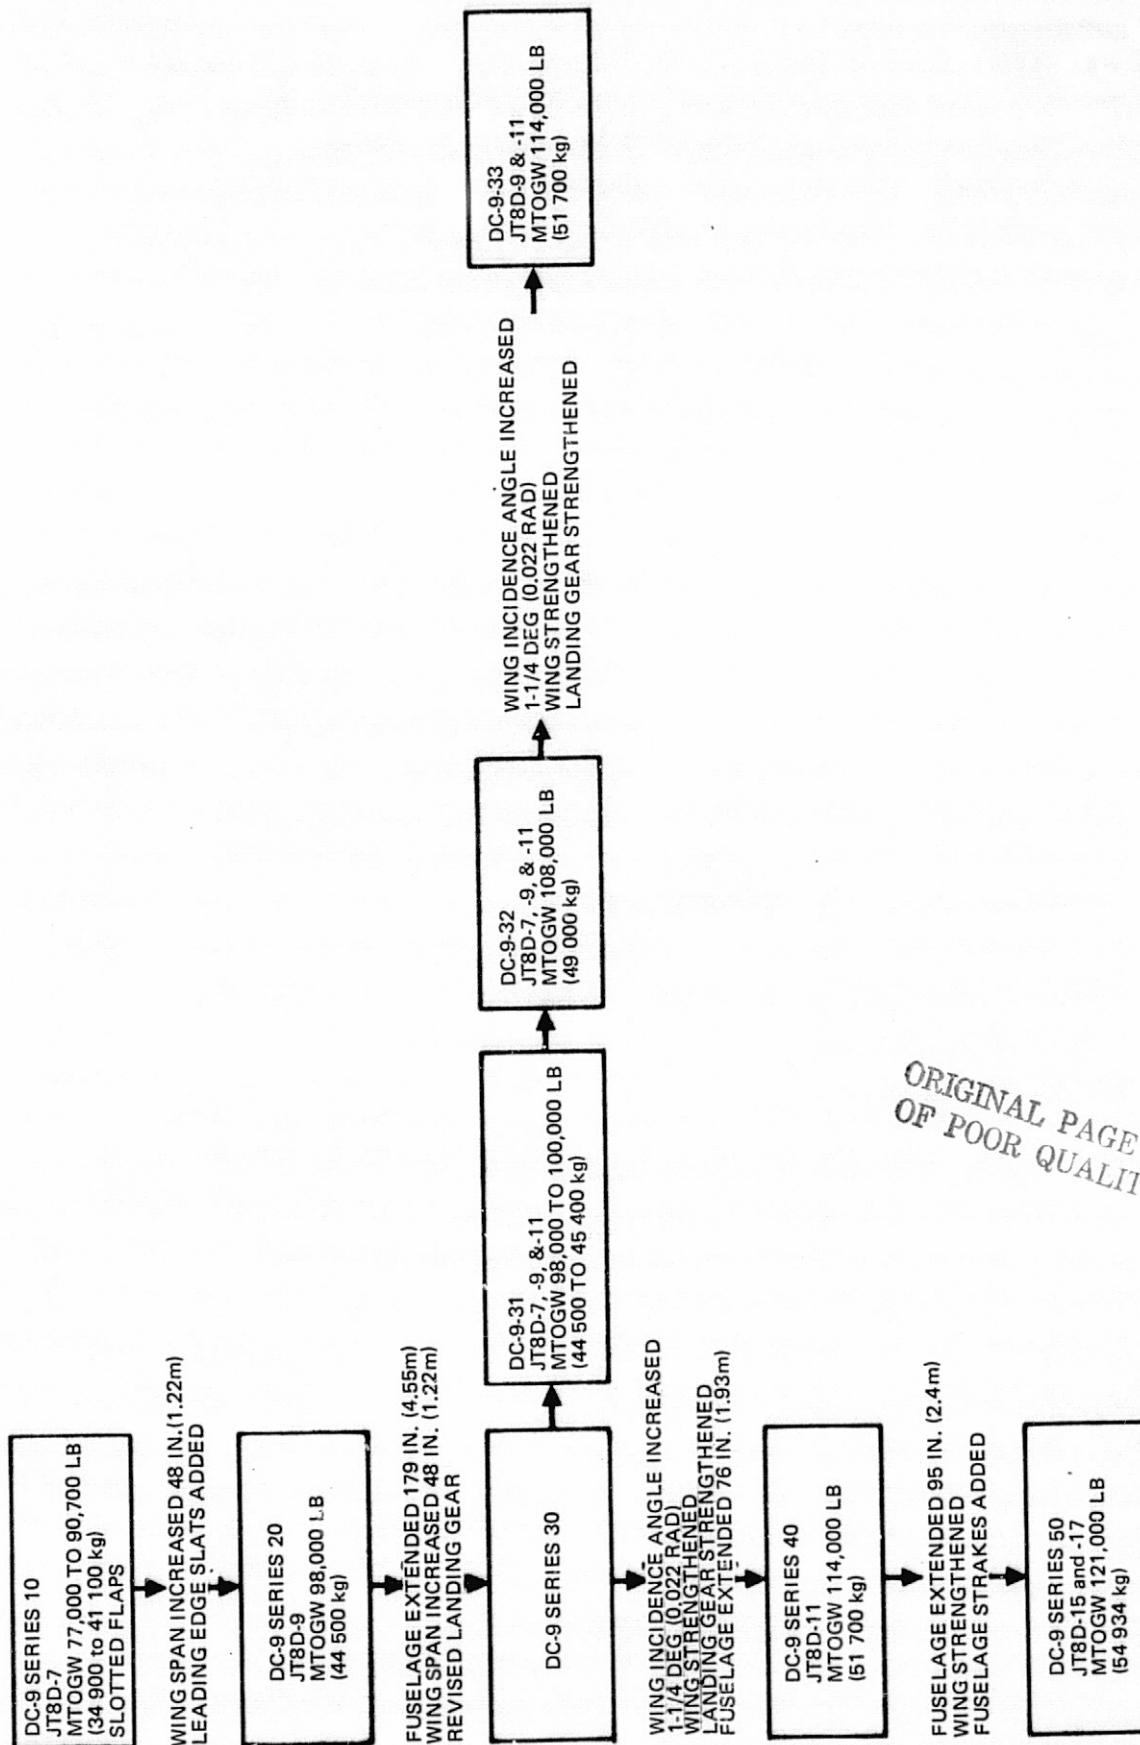 DC-9 SERIES 10
JT8D-7
MTOGW 77,000 TO 90,700 LB
(34 900 to 41 100 kg)
SLOTTED FLAPS
WING SPAN INCREASED 48 IN.(1.22m)
LEADING EDGE SLATS ADDED
DC-9 SERIES 20
JT8D-9
MTOGW 98,000 LB
(44 500 kg)
FUSELAGE EXTENDED 179 IN. (4.55m)
WING SPAN INCREASED 48 IN. (1.22m)
REVISED LANDING GEAR
DC-9 SERIES 30
DC-9-31
JT8D-7, -9, &-11
MTOGW 98,000 TO 100,000 LB
(44 500 TO 45 400 kg)
DC-9-32
JT8D-7, -9, & -11
MTOGW 108,000 LB
(49 000 kg)
WING INCIDENCE ANGLE INCREASED
1-1/4 DEG (0.022 RAD)
WING STRENGTHENED
LANDING GEAR STRENGTHENED
DC-9-33
JT8D-9 & -11
MTOGW 114,000 LB
(51 700 kg)
WING INCIDENCE ANGLE INCREASED
1-1/4 DEG (0.022 RAD)
WING STRENGTHENED
LANDING GEAR STRENGTHENED
FUSELAGE EXTENDED 76 IN. (1.93m)
DC-9 SERIES 40
JT8D-11
MTOGW 114,000 LB
(51 700 kg)
FUSELAGE EXTENDED 95 IN. (2.4m)
WING STRENGTHENED
FUSELAGE STRAKES ADDED
DC-9 SERIES 50
JT8D-15 and -17
MTOGW 121,000 LB
(54 934 kg)
ORIGINAL PAGE
OF POOR QUALIT